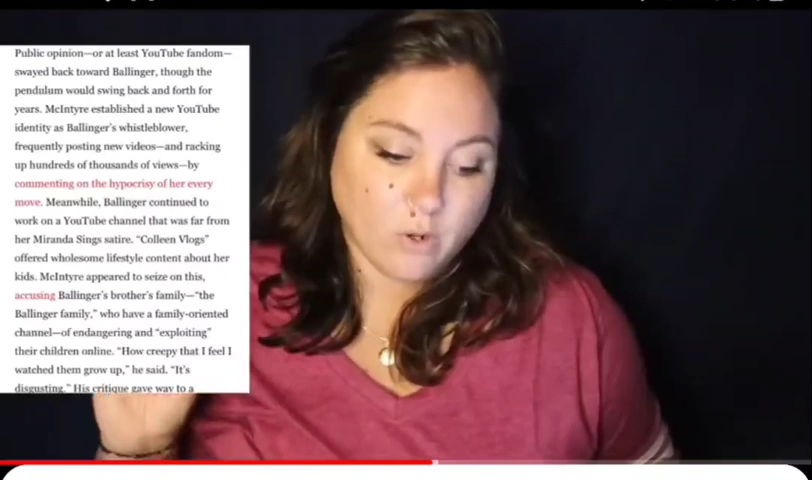 Public opinion—or at least YouTube fandom—
swayed back toward Ballinger, though the
pendulum would swing back and forth for
years. McIntyre established a new YouTube
identity as Ballinger's whistleblower,
frequently posting new videos—and racking
up hundreds of thousands of views—by
commenting on the hypocrisy of her every
move. Meanwhile, Ballinger continued to
work on a YouTube channel that was far from
her Miranda Sings satire. “Colleen Vlogs”
offered wholesome lifestyle content about her
kids. McIntyre appeared to seize on this,
accusing Ballinger's brother's family—“the
Ballinger family,” who have a family-oriented
channel—of endangering and “exploiting”
their children online. “How creepy that I feel I
watched them grow up,” he said. “It's
disgusting.” His critique gave way to a